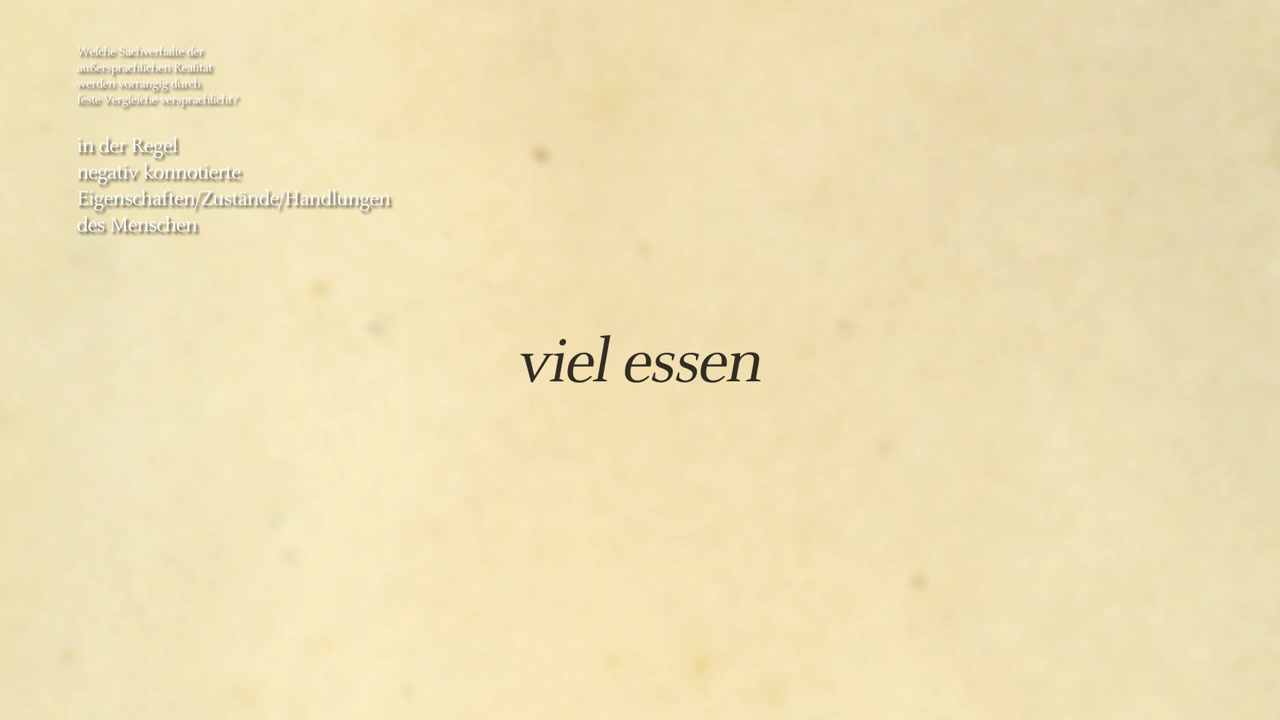 Welche Sachverhalte der
außersprachlichen Realität
werden vorrangig durch
feste Vergleiche versprachlicht?
in der Regel
negativ konnotierte
Eigenschaften/Zustände/Handlungen
des Menschen
viel essen